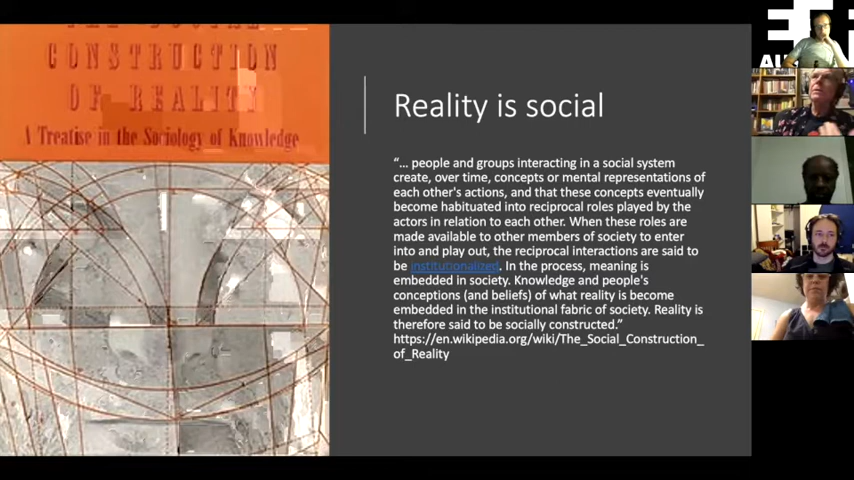 THE SOCIAL
CONSTRUCTION
OF REALITY
A Treatise in the Sociology of Knowledge
Reality is social
“... people and groups interacting in a social system
create, over time, concepts or mental representations of
each other's actions, and that these concepts eventually
become habituated into reciprocal roles played by the
actors in relation to each other. When these roles are
made available to other members of society to enter
into and play out, the reciprocal interactions are said to
be institutionalized. In the process, meaning is
embedded in society. Knowledge and people's
conceptions (and beliefs) of what reality is become
embedded in the institutional fabric of society. Reality is
therefore said to be socially constructed.”
https://en.wikipedia.org/wiki/The_Social_Construction_
of_Reality